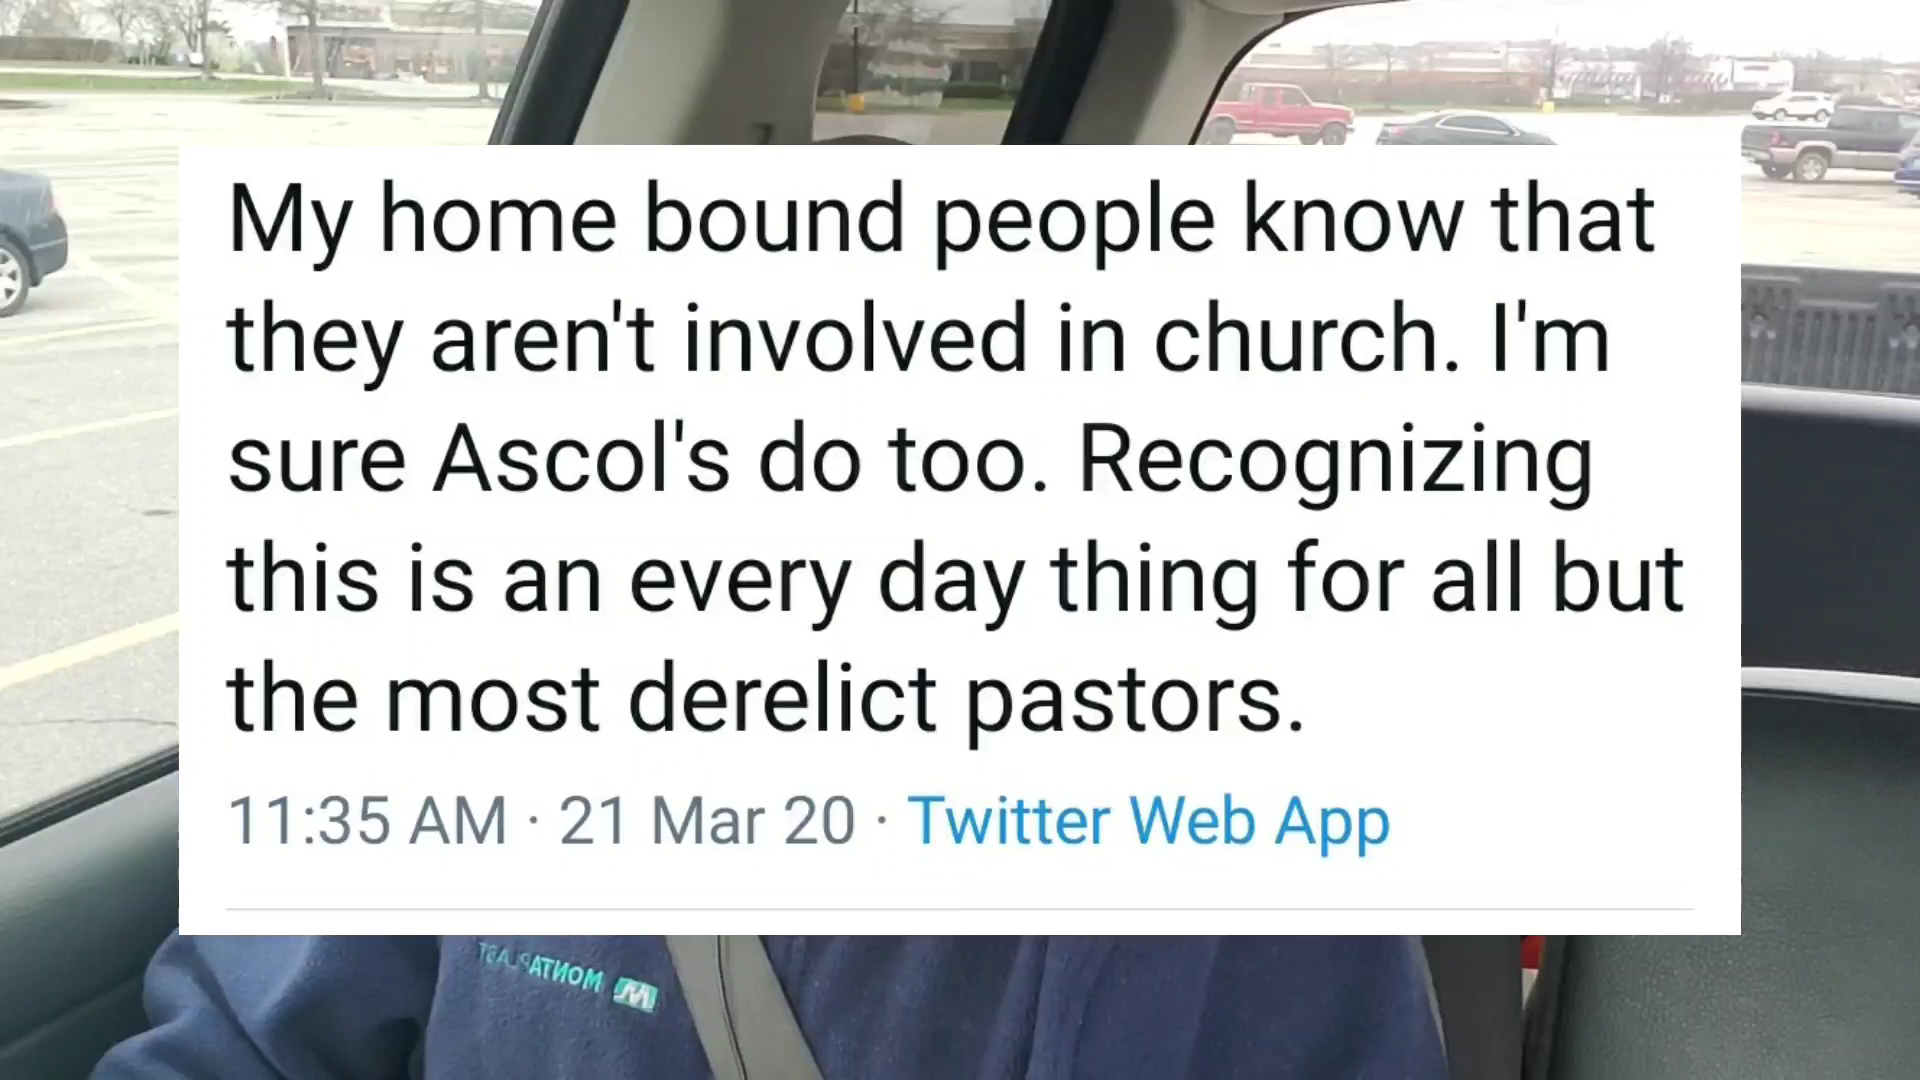 My home bound people know that
they aren't involved in church. I'm
sure Ascol's do too. Recognizing
this is an every day thing for all but
the most derelict pastors.
11:35 AM · 21 Mar 20 · Twitter Web App
MONTAPLAST